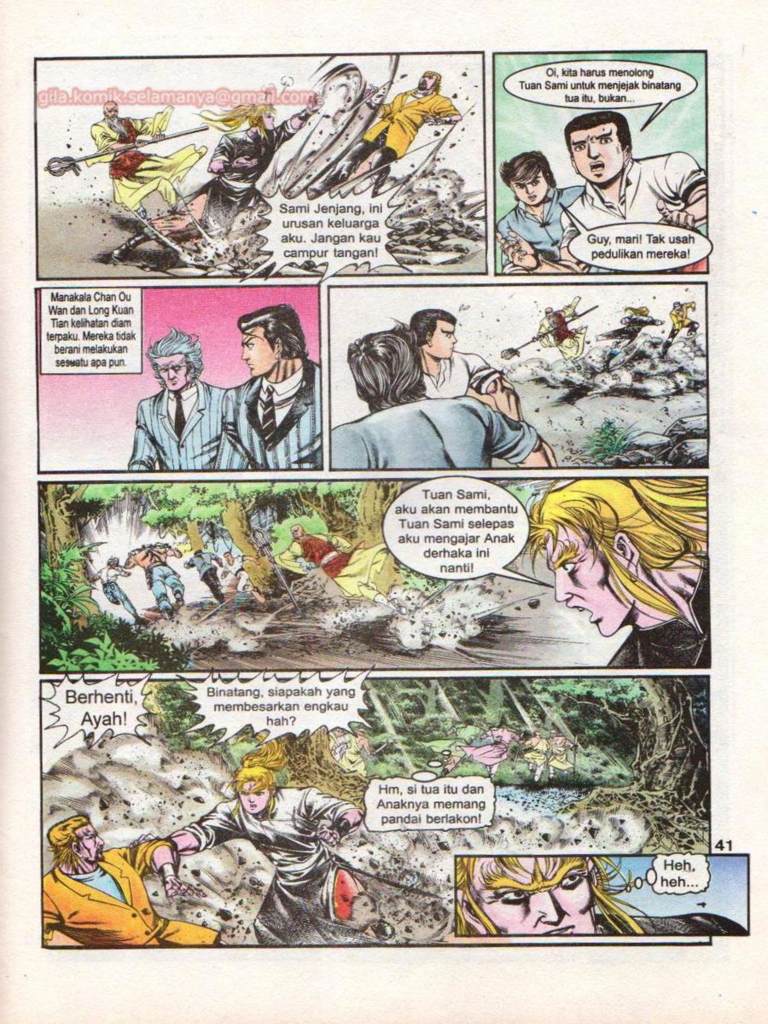 gila.komik.selamanya@gmail.com
Sami Jenjang, ini
urusan keluarga
aku. Jangan kau
campur tangan!
Oi, kita harus menolong
Tuan Sami untuk
menjejak binatang
tua itu, bukan...
Guy, mari! Tak usah
pedulikan mereka!
Manakala Chan Ou
Wan dan Long Kuan
Tian kelihatan diam
terpaku. Mereka tidak
berani melakukan
sesuatu apa pun.
Tuan Sami,
aku akan membantu
Tuan Sami selepas
aku mengajar Anak
derhaka ini
nanti!
Berhenti,
Ayah!
Binatang, siapakah yang
membesarkan engkau
hah?
Hm, si tua itu dan
Anaknya memang
pandai berlakon!
41
Heh,
heh...